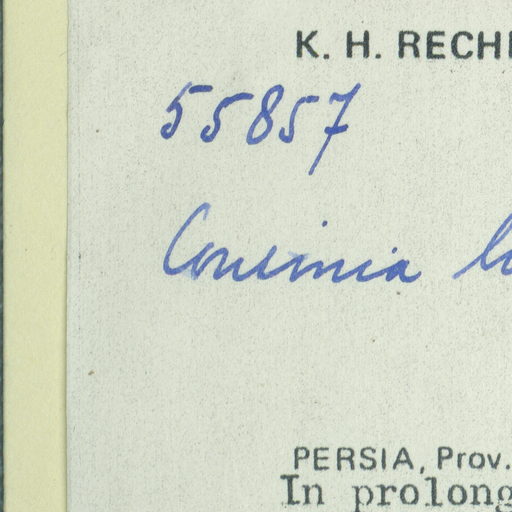 K. H. RECH
55857
Cousinia
PERSIA, Prov.
In prolong